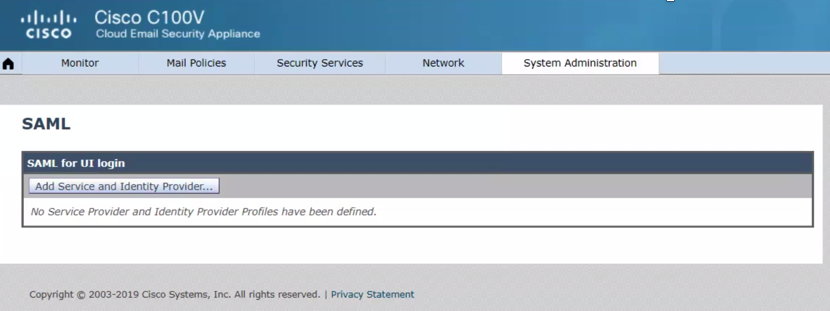 CISCO
Cisco C100V
Cloud Email Security Appliance
Monitor Mail Policies Security Services Network System Administration
SAML
SAML for UI login
Add Service and Identity Provider...
No Service Provider and Identity Provider Profiles have been defined.
Copyright © 2003-2019 Cisco Systems, Inc. All rights reserved. | Privacy Statement